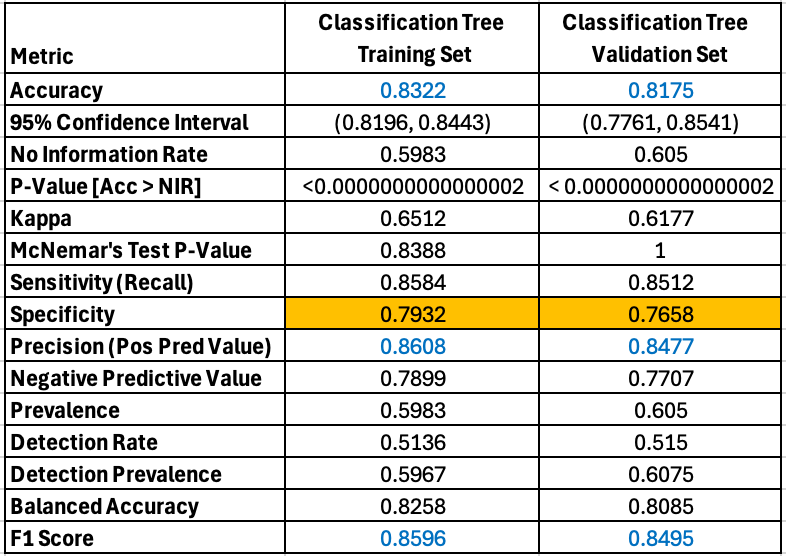 Metric Classification Tree Training Set Classification Tree Validation Set
Accuracy 0.8322 0.8175
95% Confidence Interval (0.8196, 0.8443) (0.7761, 0.8541)
No Information Rate 0.5983 0.605
P-Value [Acc > NIR] <0.0000000000000002 < 0.0000000000000002
Kappa 0.6512 0.6177
McNemar's Test P-Value 0.8388 1
Sensitivity (Recall) 0.8584 0.8512
Specificity 0.7932 0.7658
Precision (Pos Pred Value) 0.8608 0.8477
Negative Predictive Value 0.7899 0.7707
Prevalence 0.5983 0.605
Detection Rate 0.5136 0.515
Detection Prevalence 0.5967 0.6075
Balanced Accuracy 0.8258 0.8085
F1 Score 0.8596 0.8495